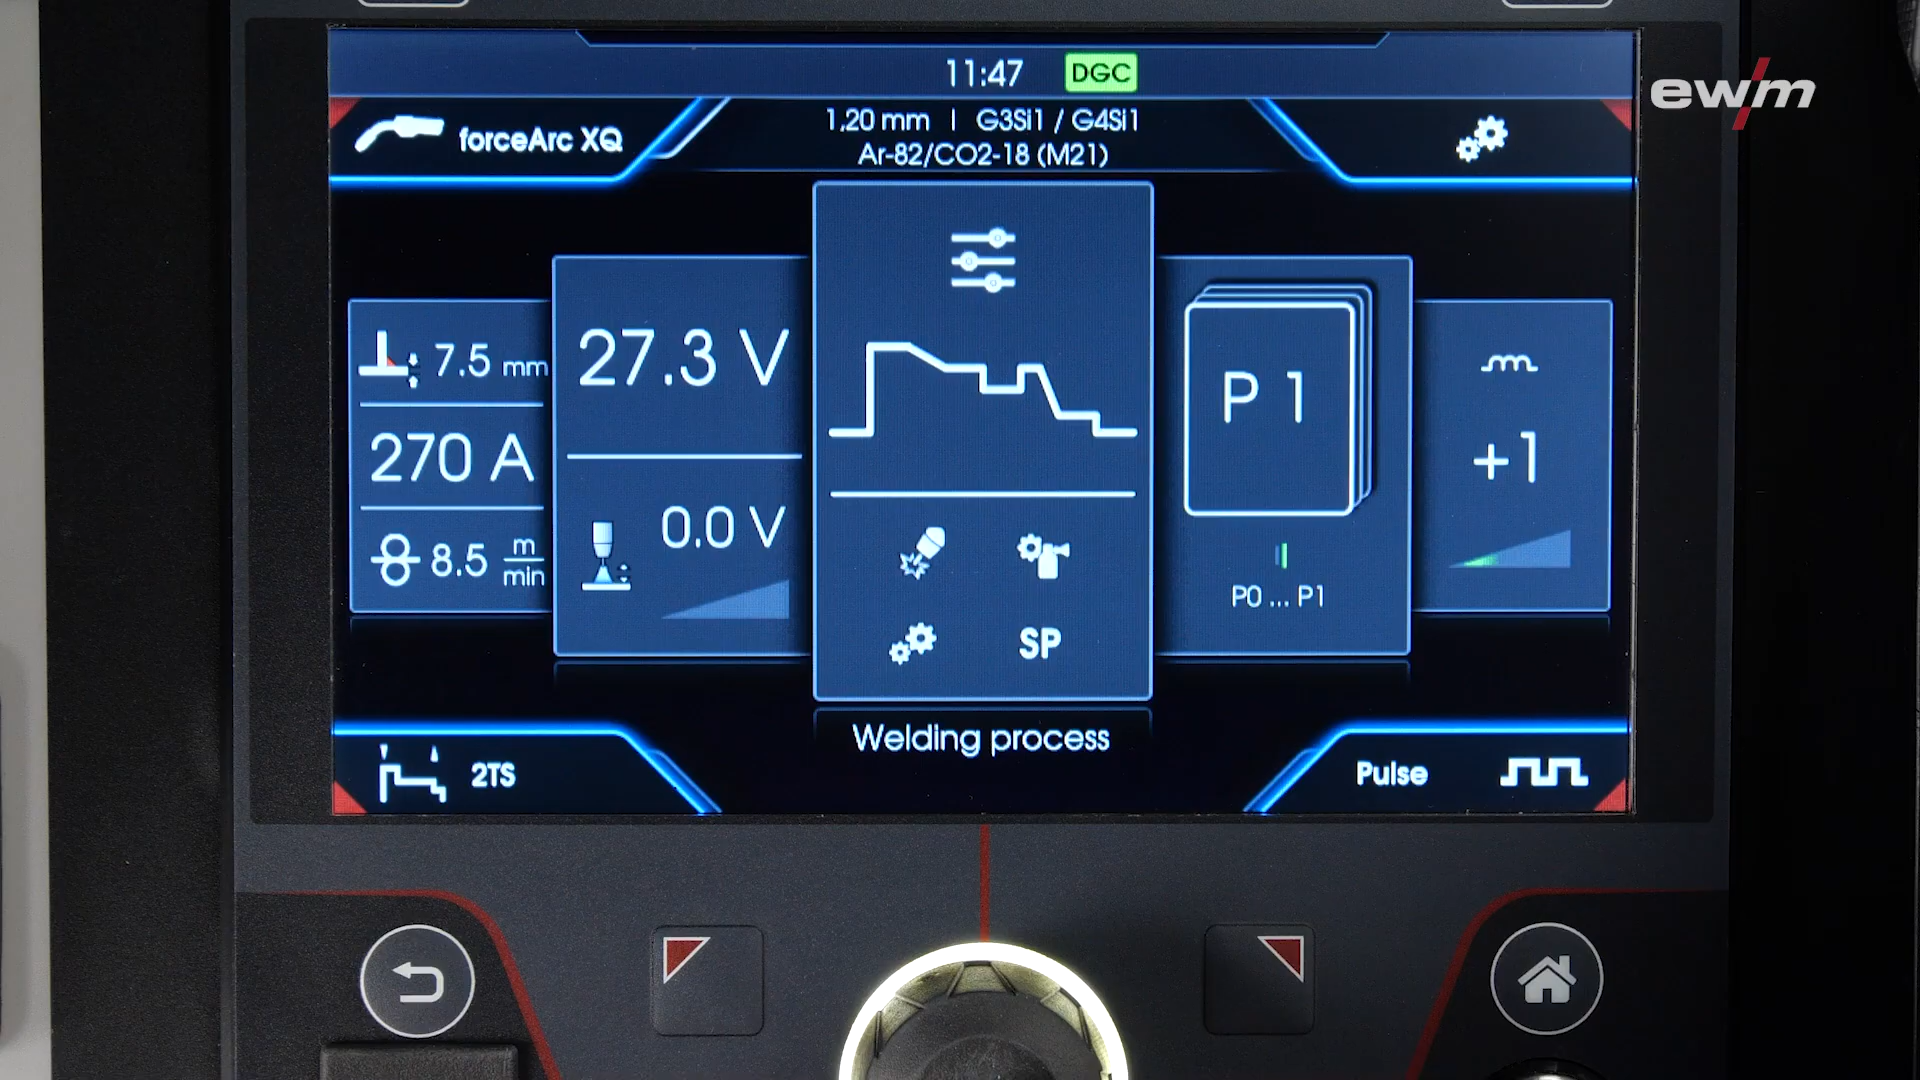 11:47 DGC
ewm
forceArc XQ
1,20 mm | G3Si1 / G4Si1
Ar-82/CO2-18 (M21)
7.5 mm
270 A
8.5 m/min
27.3 V
0.0 V
SP
P 1
P0 ... P1
+1
Welding process
2TS
Pulse